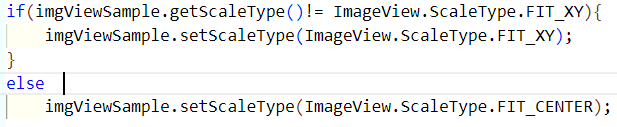 if(imgViewSample.getScaleType()!= ImageView.ScaleType.FIT_XY){
    imgViewSample.setScaleType(ImageView.ScaleType.FIT_XY);
}
else
    imgViewSample.setScaleType(ImageView.ScaleType.FIT_CENTER);